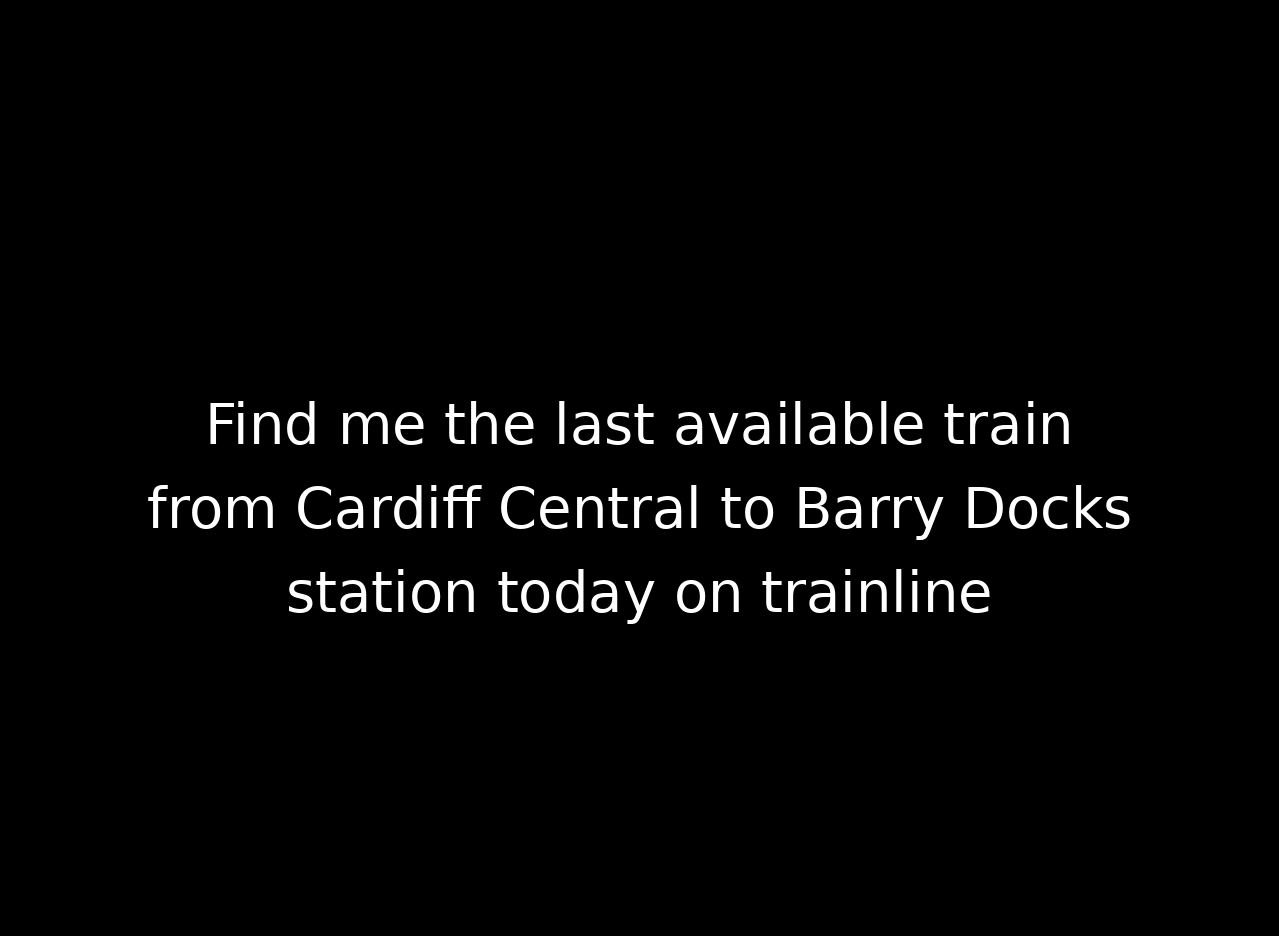 Find me the last available train
from Cardiff Central to Barry Docks
station today on trainline